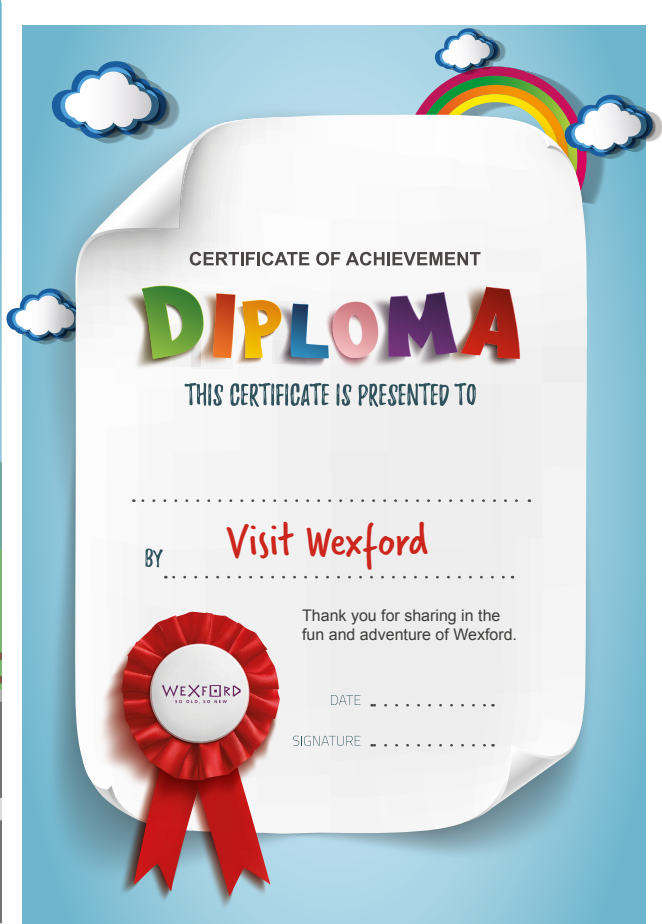 CERTIFICATE OF ACHIEVEMENT
DIPLOMA
THIS CERTIFICATE IS PRESENTED TO
BY Visit Wexford
Thank you for sharing in the
fun and adventure of Wexford.
WEXFORD
SO OLD, SO NEW
DATE
SIGNATURE